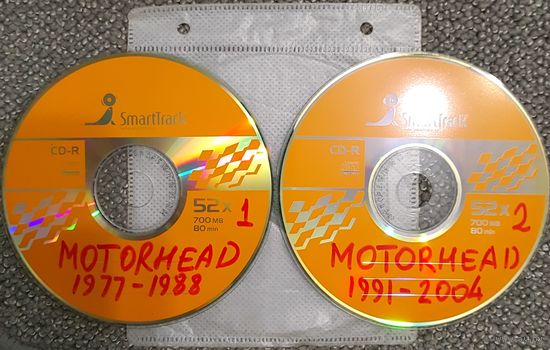 SmartTrack
CD-R
52x
700 MB
80 min
1
MOTORHEAD
1977-1988
SmartTrack
CD-R
52x
700 MB
80 min
2
MOTORHEAD
1991-2004